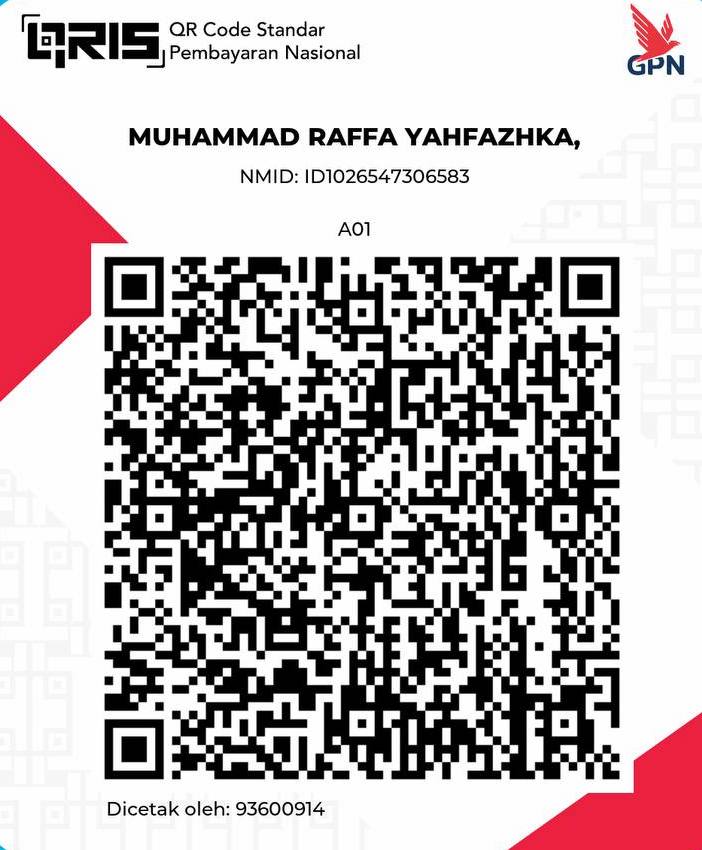 QRIS
QR Code Standar
Pembayaran Nasional
GPN
MUHAMMAD RAFFA YAHFAZHKA,
NMID: ID1026547306583
A01
Dicetak oleh: 93600914